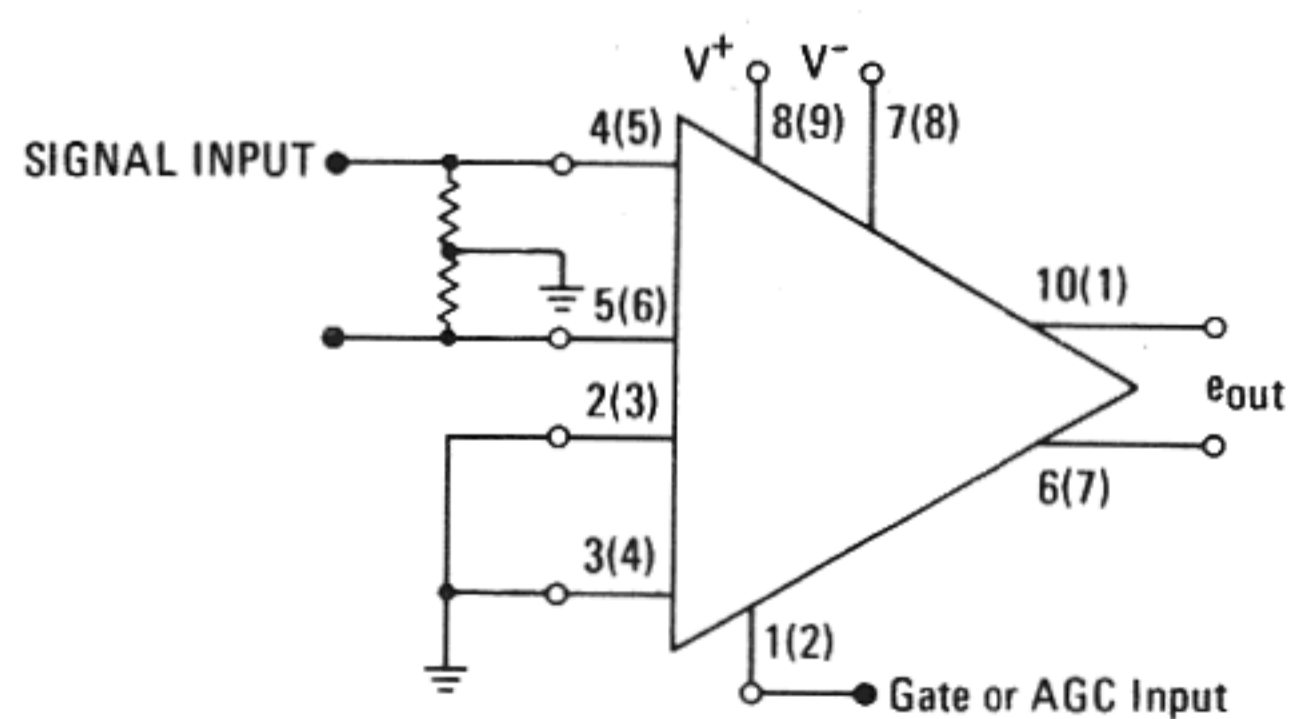 V+ V-
4(5) 8(9) 7(8)
SIGNAL INPUT
10(1)
5(6)
eout
2(3)
6(7)
3(4)
1(2)
Gate or AGC Input